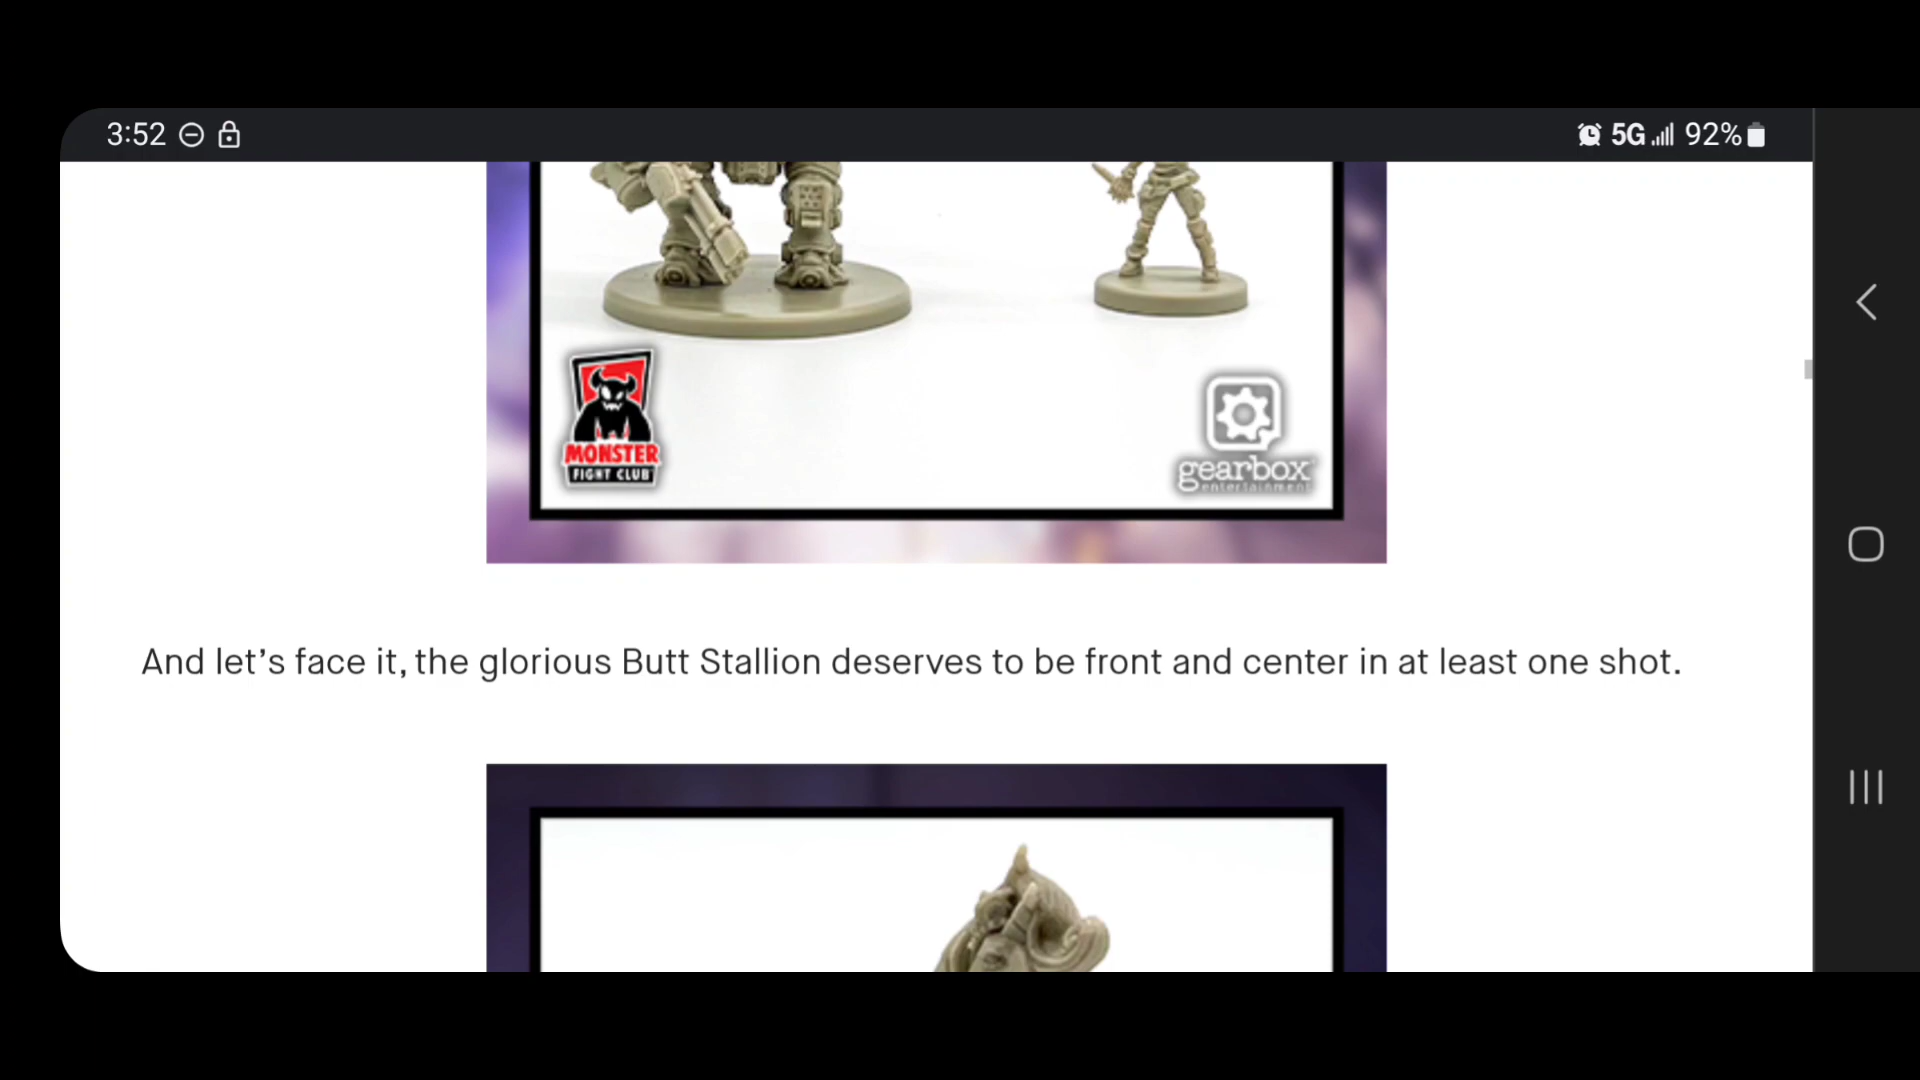 3:52 5G 92%
MONSTER
FIGHT CLUB
gearbox
entertainment
And let’s face it, the glorious Butt Stallion deserves to be front and center in at least one shot.